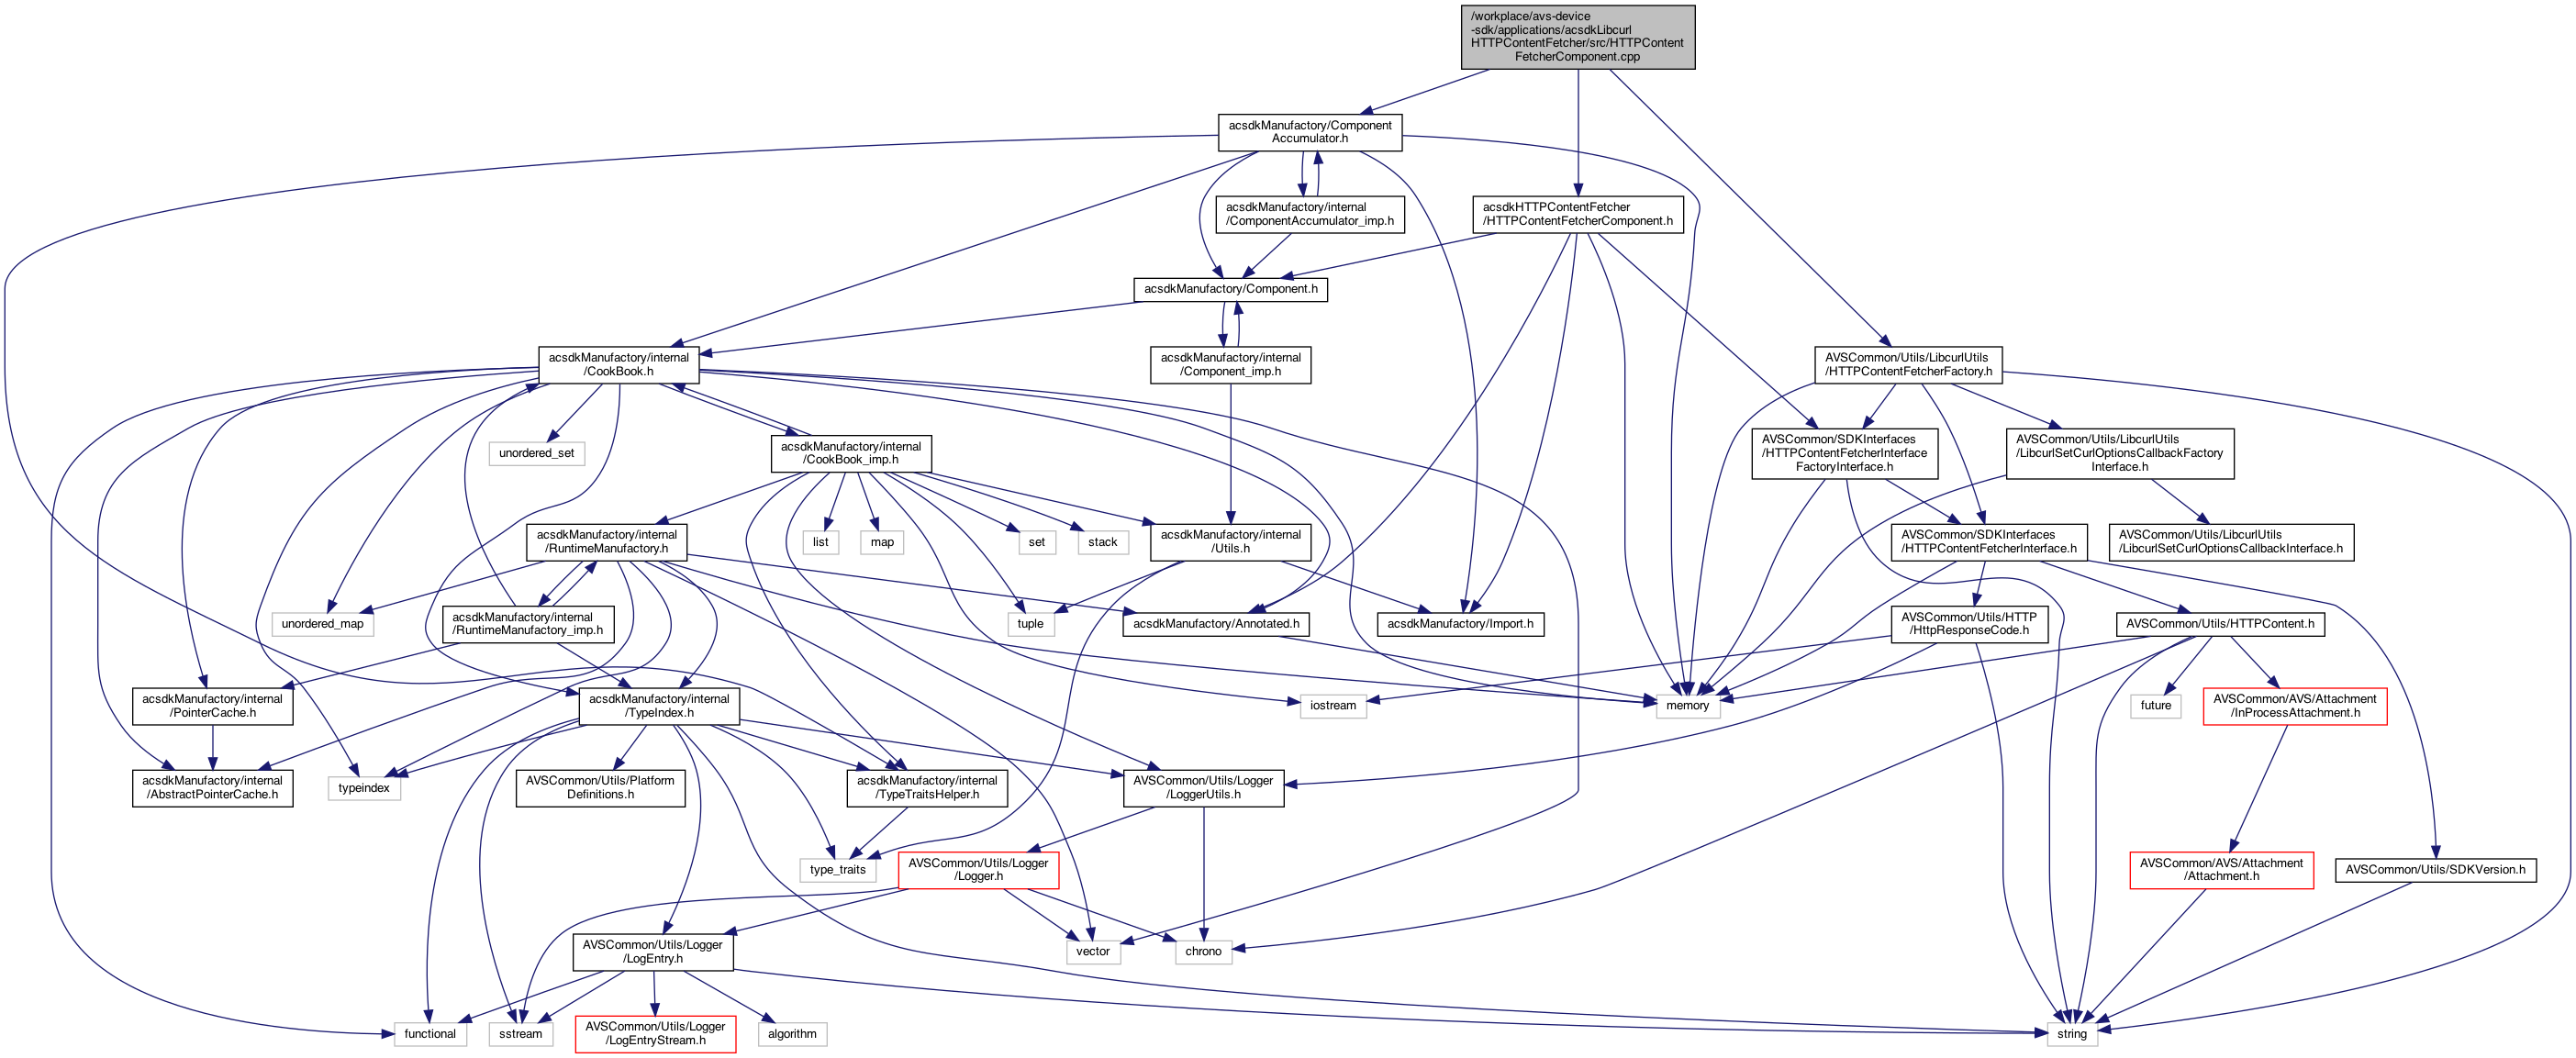 /workplace/avs-device
-sdk/applications/acsdkLibcurl
HTTPContentFetcher/src/HTTPContent
FetcherComponent.cpp
acsdkManufactory/Component
Accumulator.h
acsdkManufactory/internal
/ComponentAccumulator_imp.h
acsdkHTTPContentFetcher
/HTTPContentFetcherComponent.h
acsdkManufactory/Component.h
acsdkManufactory/internal
/CookBook.h
acsdkManufactory/internal
/Component_imp.h
AVSCommon/Utils/LibcurlUtils
/HTTPContentFetcherFactory.h
unordered_set
acsdkManufactory/internal
/CookBook_imp.h
AVSCommon/SDKInterfaces
/HTTPContentFetcherInterface
FactoryInterface.h
AVSCommon/Utils/LibcurlUtils
/LibcurlSetCurlOptionsCallbackFactory
Interface.h
acsdkManufactory/internal
/RuntimeManufactory.h
list
map
set
stack
acsdkManufactory/internal
/Utils.h
AVSCommon/SDKInterfaces
/HTTPContentFetcherInterface.h
AVSCommon/Utils/LibcurlUtils
/LibcurlSetCurlOptionsCallbackInterface.h
unordered_map
acsdkManufactory/internal
/RuntimeManufactory_imp.h
tuple
acsdkManufactory/Annotated.h
acsdkManufactory/Import.h
AVSCommon/Utils/HTTP
/HttpResponseCode.h
AVSCommon/Utils/HTTPContent.h
acsdkManufactory/internal
/PointerCache.h
acsdkManufactory/internal
/TypeIndex.h
iostream
memory
future
AVSCommon/AVS/Attachment
/InProcessAttachment.h
acsdkManufactory/internal
/AbstractPointerCache.h
typeindex
AVSCommon/Utils/Platform
Definitions.h
acsdkManufactory/internal
/TypeTraitsHelper.h
AVSCommon/Utils/Logger
/LoggerUtils.h
type_traits
AVSCommon/Utils/Logger
/Logger.h
AVSCommon/AVS/Attachment
/Attachment.h
AVSCommon/Utils/SDKVersion.h
AVSCommon/Utils/Logger
/LogEntry.h
vector
chrono
functional
sstream
AVSCommon/Utils/Logger
/LogEntryStream.h
algorithm
string